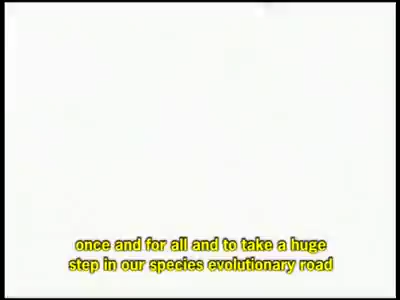 once and for all and to take a huge
step in our species evolutionary road